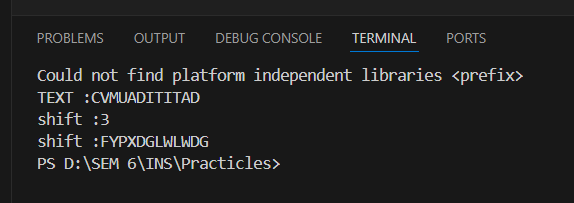 PROBLEMS OUTPUT DEBUG CONSOLE TERMINAL PORTS
Could not find platform independent libraries <prefix>
TEXT :CVMUADITITAD
shift :3
shift :FYPXDGLWLWDG
PS D:\SEM 6\INS\Practicles>